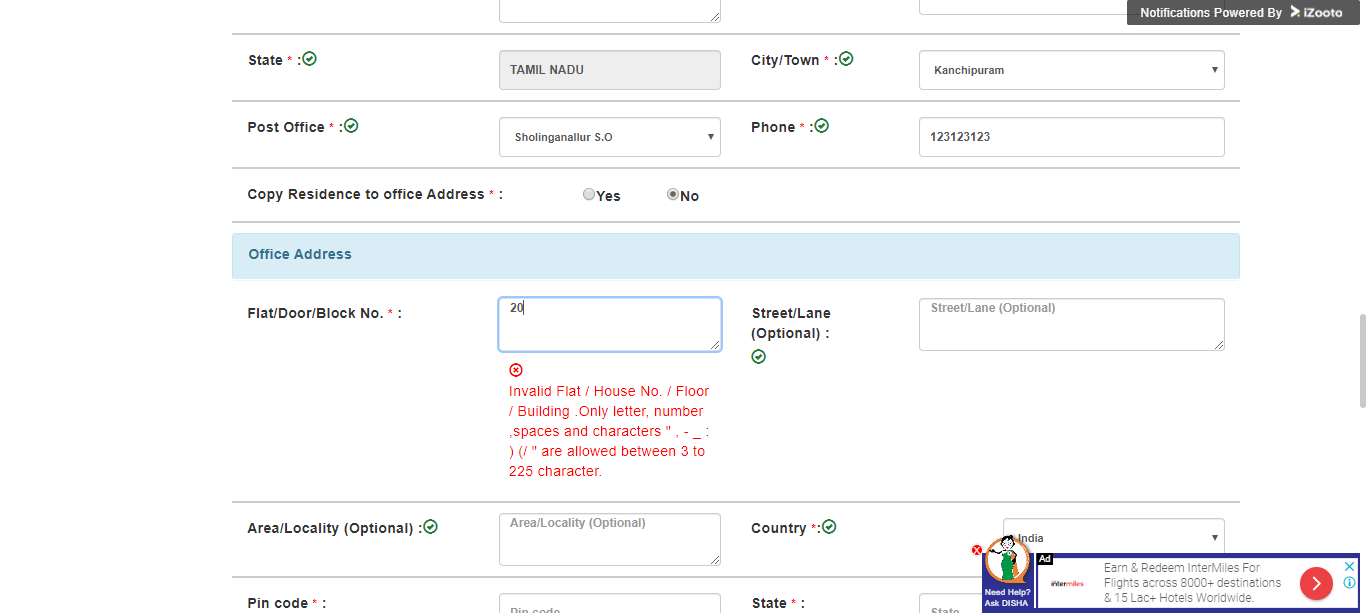 Notifications Powered By iZooto
State * :
TAMIL NADU
City/Town * :
Kanchipuram
Post Office * :
Sholinganallur S.O
Phone * :
123123123
Copy Residence to office Address * :
Yes
No
Office Address
Flat/Door/Block No. * :
20
Street/Lane
(Optional) :
Street/Lane (Optional)
Invalid Flat / House No. / Floor
/ Building .Only letter, number
,spaces and characters " , - _ :
) (/ " are allowed between 3 to
225 character.
Area/Locality (Optional) :
Area/Locality (Optional)
Country * :
India
Need Help?
Ask DISHA
Ad
intermiles
Earn & Redeem InterMiles For
Flights across 8000+ destinations
& 15 Lac+ Hotels Worldwide.
Pin code * :
Pin code
State * :
State